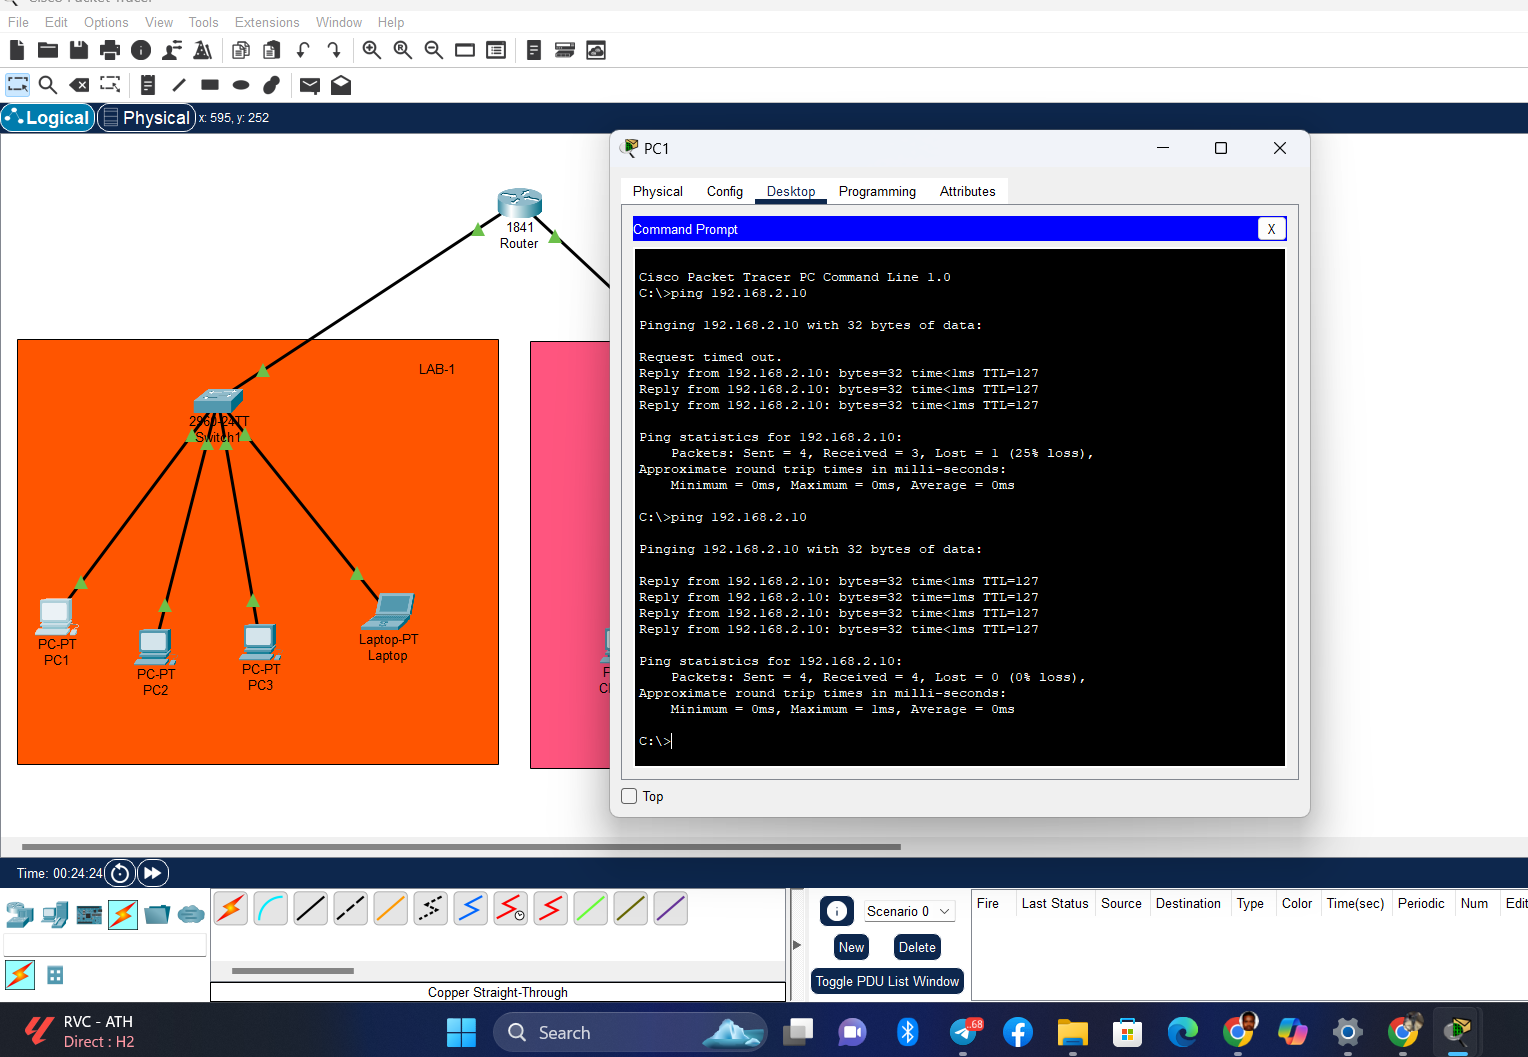 Cisco Packet Tracer
File Edit Options View Tools Extensions Window Help
Logical Physical x: 595, y: 252
1841
Router
LAB-1
2960-24TT
Switch1
PC-PT
PC1
PC-PT
PC2
PC-PT
PC3
Laptop-PT
Laptop
PC1
Physical Config Desktop Programming Attributes
Command Prompt X
Cisco Packet Tracer PC Command Line 1.0
C:\>ping 192.168.2.10
Pinging 192.168.2.10 with 32 bytes of data:
Request timed out.
Reply from 192.168.2.10: bytes=32 time<1ms TTL=127
Reply from 192.168.2.10: bytes=32 time<1ms TTL=127
Reply from 192.168.2.10: bytes=32 time<1ms TTL=127
Ping statistics for 192.168.2.10:
Packets: Sent = 4, Received = 3, Lost = 1 (25% loss),
Approximate round trip times in milli-seconds:
Minimum = 0ms, Maximum = 0ms, Average = 0ms
C:\>ping 192.168.2.10
Pinging 192.168.2.10 with 32 bytes of data:
Reply from 192.168.2.10: bytes=32 time<1ms TTL=127
Reply from 192.168.2.10: bytes=32 time=1ms TTL=127
Reply from 192.168.2.10: bytes=32 time<1ms TTL=127
Reply from 192.168.2.10: bytes=32 time<1ms TTL=127
Ping statistics for 192.168.2.10:
Packets: Sent = 4, Received = 4, Lost = 0 (0% loss),
Approximate round trip times in milli-seconds:
Minimum = 0ms, Maximum = 1ms, Average = 0ms
C:\>
Top
Time: 00:24:24
Copper Straight-Through
Scenario 0
New Delete
Toggle PDU List Window
Fire Last Status Source Destination Type Color Time(sec) Periodic Num Edit
RVC - ATH
Direct : H2
Search
..68